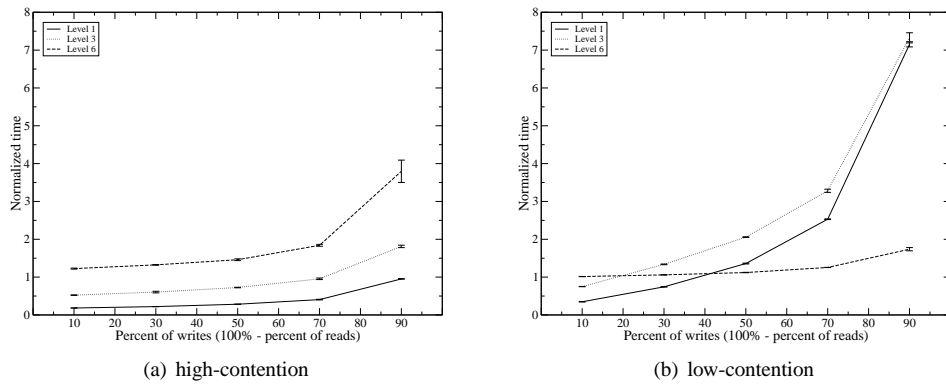 8
7
6
5
4
3
2
1
0
Normalized time
Level 1
Level 3
Level 6
10 20 30 40 50 60 70 80 90
Percent of writes (100% - percent of reads)
(a) high-contention
8
7
6
5
4
3
2
1
0
Normalized time
Level 1
Level 3
Level 6
10 20 30 40 50 60 70 80 90
Percent of writes (100% - percent of reads)
(b) low-contention